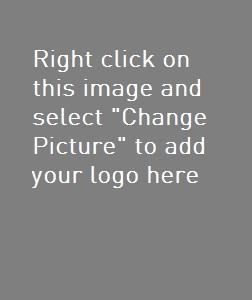 Right click on
this image and
select "Change
Picture" to add
your logo here